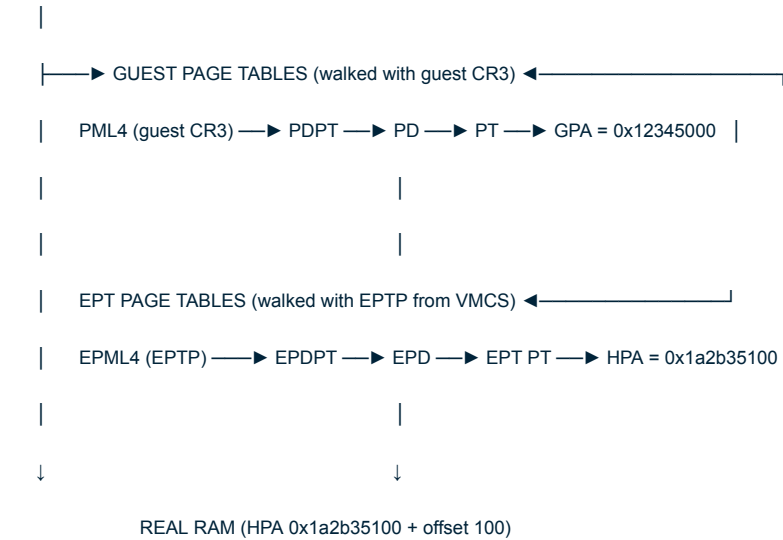 GUEST PAGE TABLES (walked with guest CR3)
PML4 (guest CR3) ──► PDPT ──► PD ──► PT ──► GPA = 0x12345000
EPT PAGE TABLES (walked with EPTP from VMCS)
EPML4 (EPTP) ───► EPDPT ──► EPD ──► EPT PT ──► HPA = 0x1a2b35100
REAL RAM (HPA 0x1a2b35100 + offset 100)